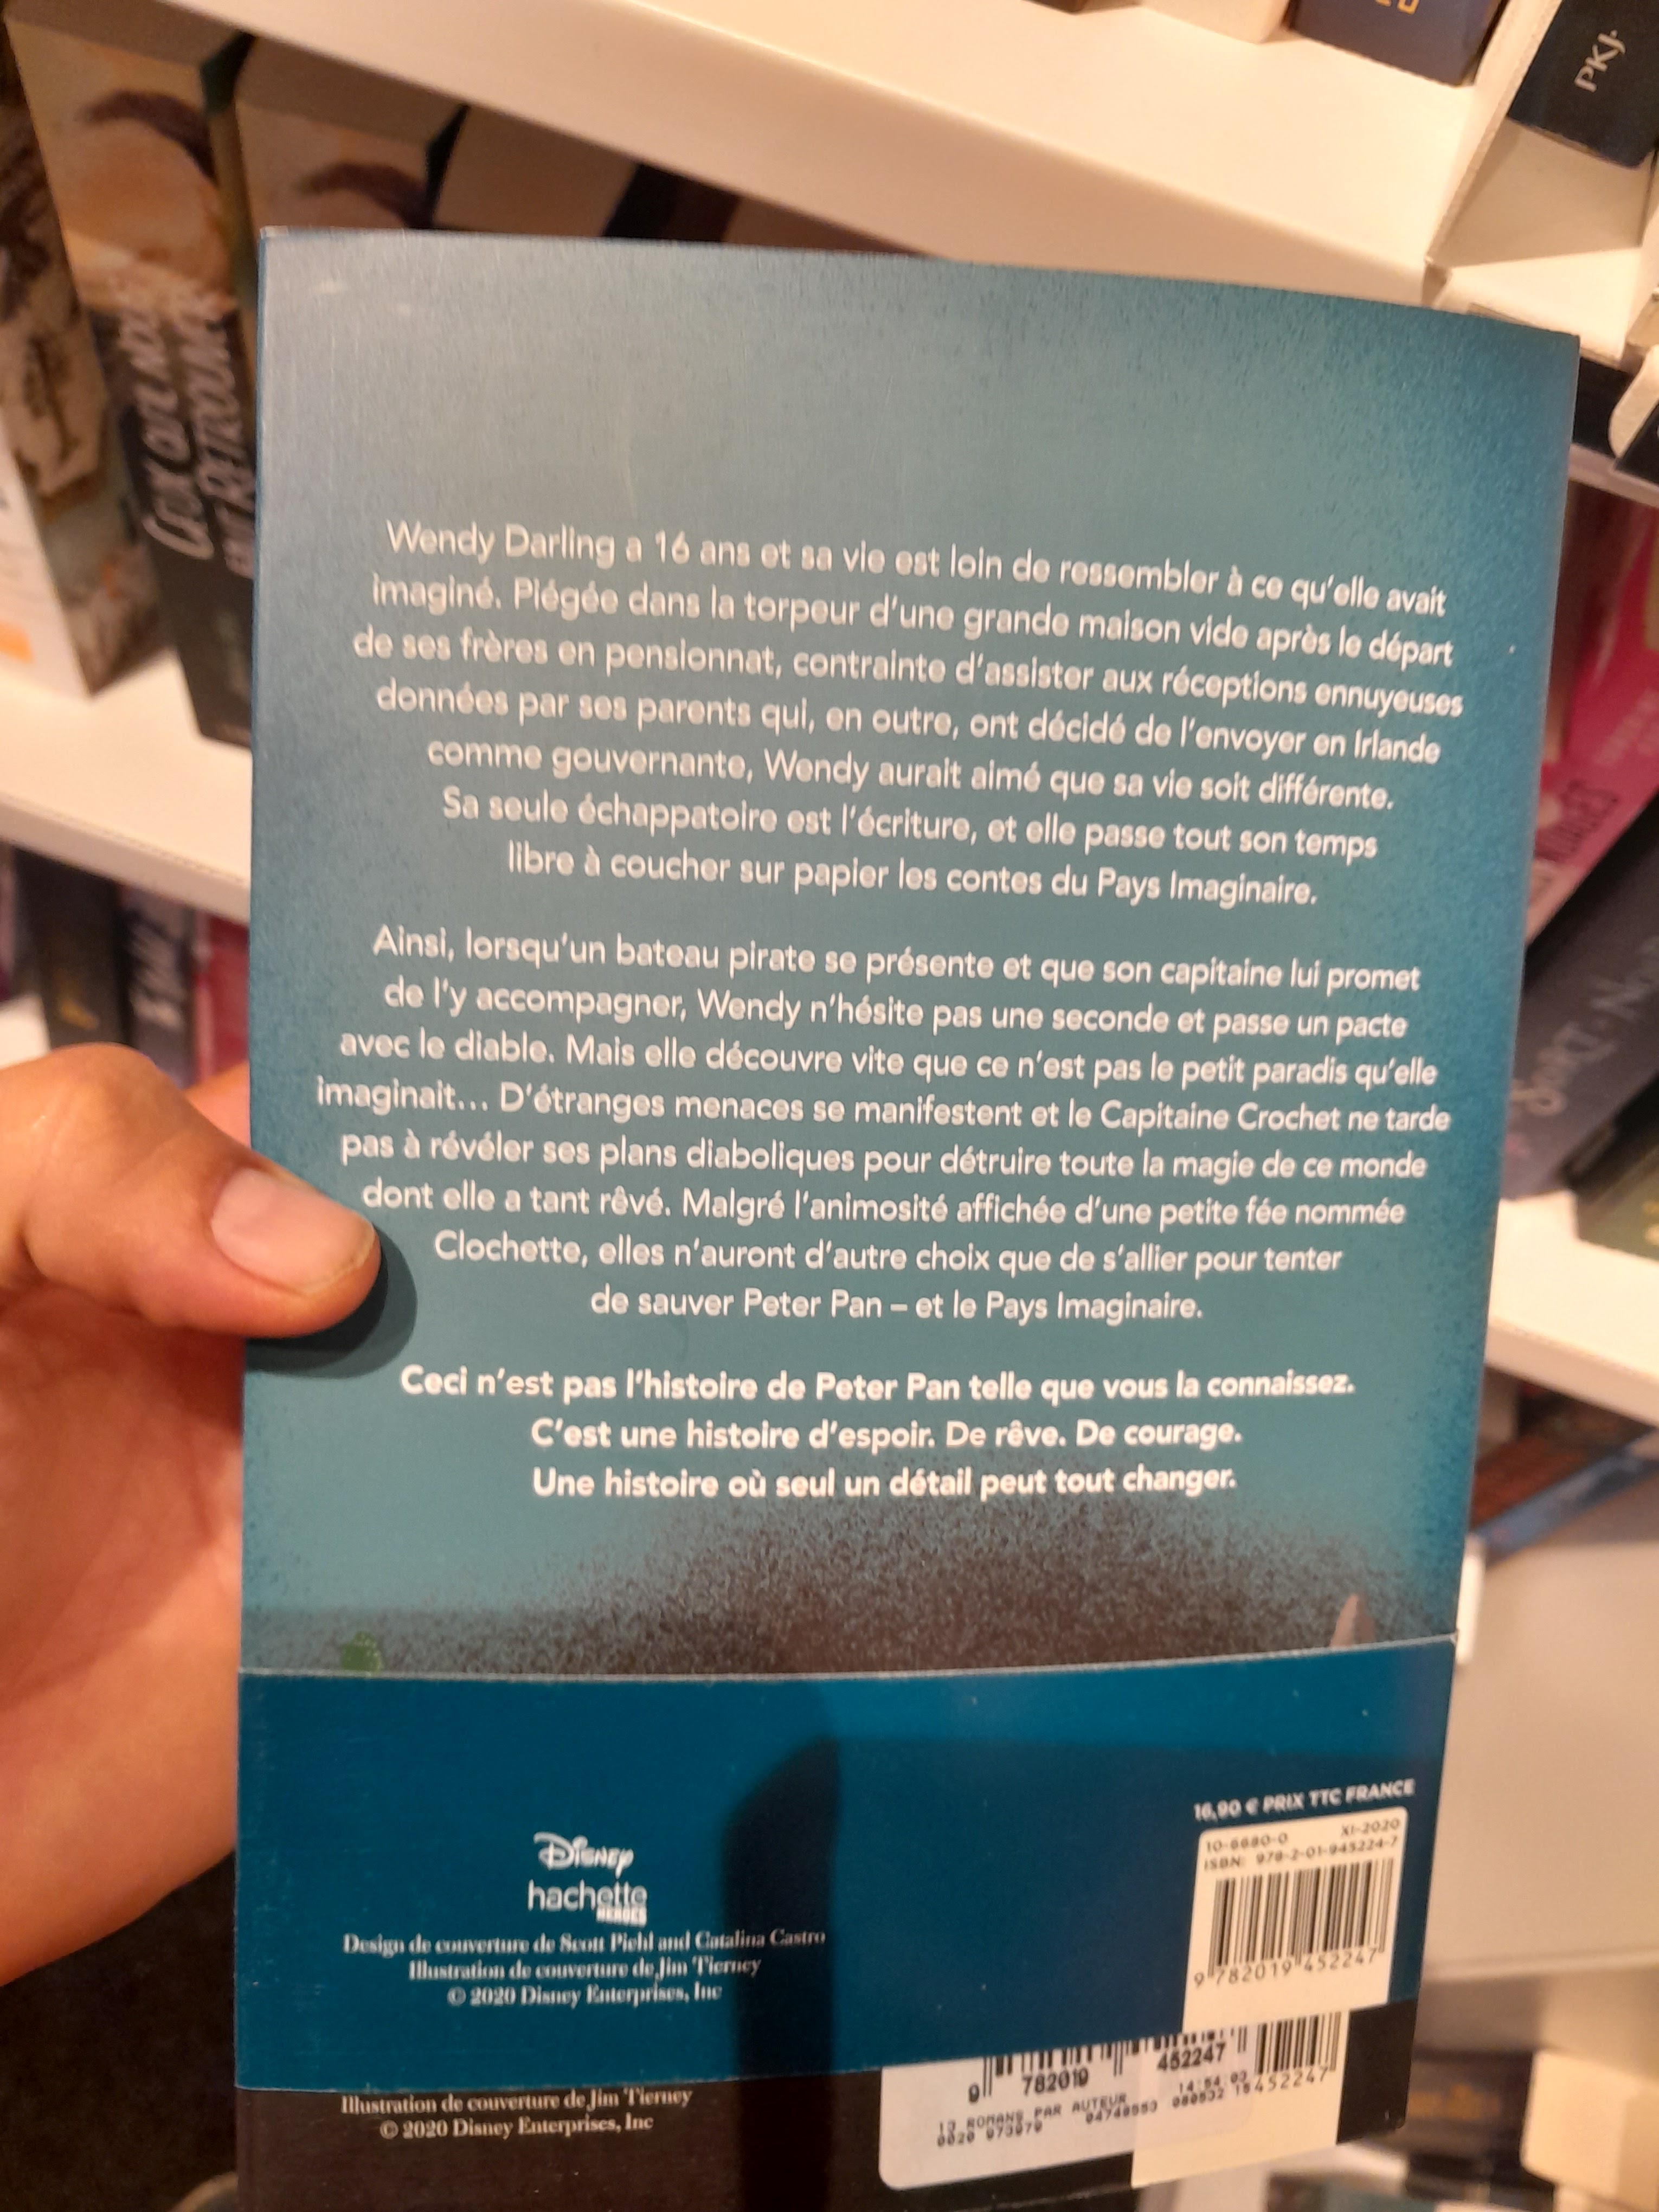 PKJ.
CEUX QU'IL NOUS
Wendy Darling a 16 ans et sa vie est loin de ressembler à ce qu'elle avait
imaginé. Piégée dans la torpeur d'une grande maison vide après le départ
de ses frères en pensionnat, contrainte d'assister aux réceptions ennuyeuses
données par ses parents qui, en outre, ont décidé de l'envoyer en Irlande
comme gouvernante, Wendy aurait aimé que sa vie soit différente.
Sa seule échappatoire est l'écriture, et elle passe tout son temps
libre à coucher sur papier les contes du Pays Imaginaire.
Ainsi, lorsqu'un bateau pirate se présente et que son capitaine lui promet
de l'y accompagner, Wendy n'hésite pas une seconde et passe un pacte
avec le diable. Mais elle découvre vite que ce n'est pas le petit paradis qu'elle
imaginait... D'étranges menaces se manifestent et le Capitaine Crochet ne tarde
pas à révéler ses plans diaboliques pour détruire toute la magie de ce monde
dont elle a tant rêvé. Malgré l'animosité affichée d'une petite fée nommée
Clochette, elles n'auront d'autre choix que de s'allier pour tenter
de sauver Peter Pan – et le Pays Imaginaire.
Ceci n'est pas l'histoire de Peter Pan telle que vous la connaissez.
C'est une histoire d'espoir. De rêve. De courage.
Une histoire où seul un détail peut tout changer.
16,90 € PRIX TTC FRANCE
10-6680-0 XI-2020
ISBN: 978-2-01-945224-7
9 782019 452247
Disney
hachette
HEROES
Design de couverture de Scott Piehl and Catalina Castro
Illustration de couverture de Jim Tierney
© 2020 Disney Enterprises, Inc
Illustration de couverture de Jim Tierney
© 2020 Disney Enterprises, Inc
9 782019 452247
452247
13 ROMANS PAR AUTEUR